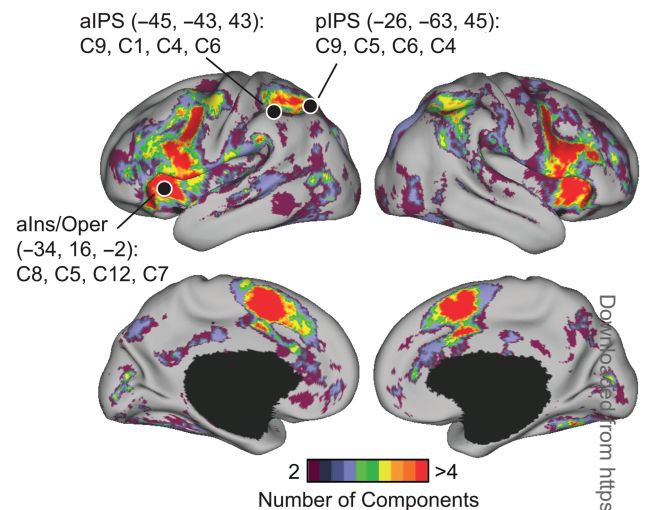 aIPS (−45, −43, 43):
C9, C1, C4, C6
pIPS (−26, −63, 45):
C9, C5, C6, C4
aIns/Oper
(−34, 16, −2):
C8, C5, C12, C7
2
>4
Number of Components
Downloaded from https